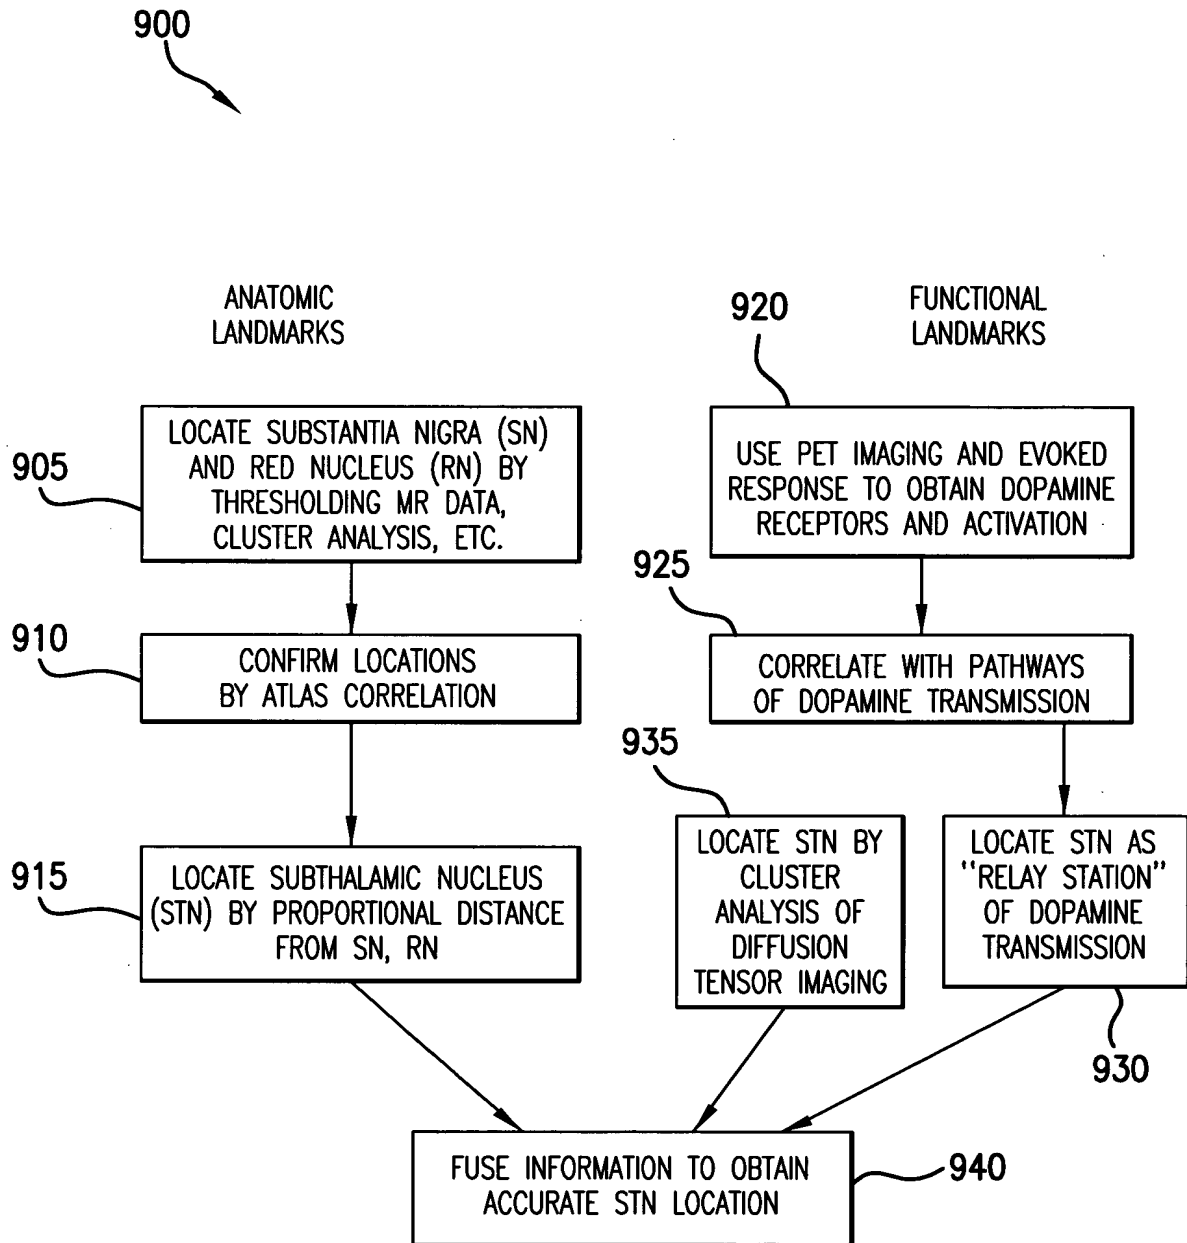 900
ANATOMIC
LANDMARKS
905
LOCATE SUBSTANTIA NIGRA (SN)
AND RED NUCLEUS (RN) BY
THRESHOLDING MR DATA,
CLUSTER ANALYSIS, ETC.
910
CONFIRM LOCATIONS
BY ATLAS CORRELATION
915
LOCATE SUBTHALAMIC NUCLEUS
(STN) BY PROPORTIONAL DISTANCE
FROM SN, RN
FUNCTIONAL
LANDMARKS
920
USE PET IMAGING AND EVOKED
RESPONSE TO OBTAIN DOPAMINE
RECEPTORS AND ACTIVATION
925
CORRELATE WITH PATHWAYS
OF DOPAMINE TRANSMISSION
935
LOCATE STN BY
CLUSTER
ANALYSIS OF
DIFFUSION
TENSOR IMAGING
LOCATE STN AS
"RELAY STATION"
OF DOPAMINE
TRANSMISSION
930
FUSE INFORMATION TO OBTAIN
ACCURATE STN LOCATION
940